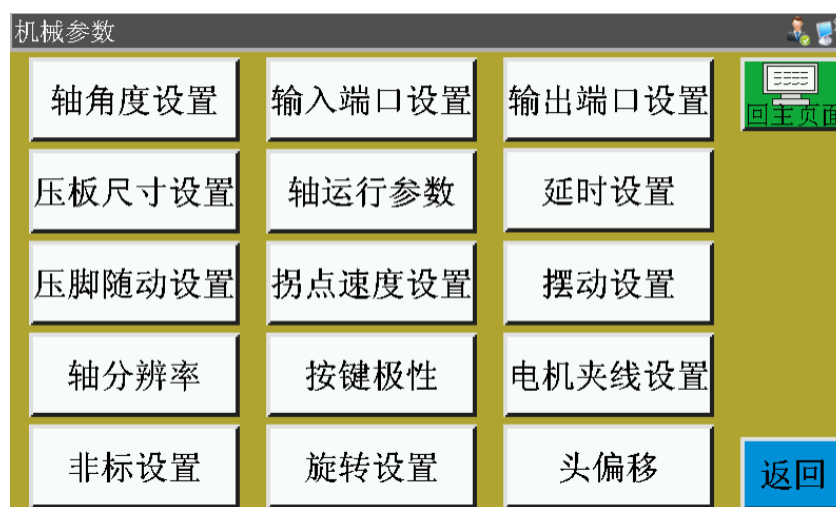 机械参数
轴角度设置
输入端口设置
输出端口设置
回主页面
压板尺寸设置
轴运行参数
延时设置
压脚随动设置
拐点速度设置
摆动设置
轴分辨率
按键极性
电机夹线设置
非标设置
旋转设置
头偏移
返回